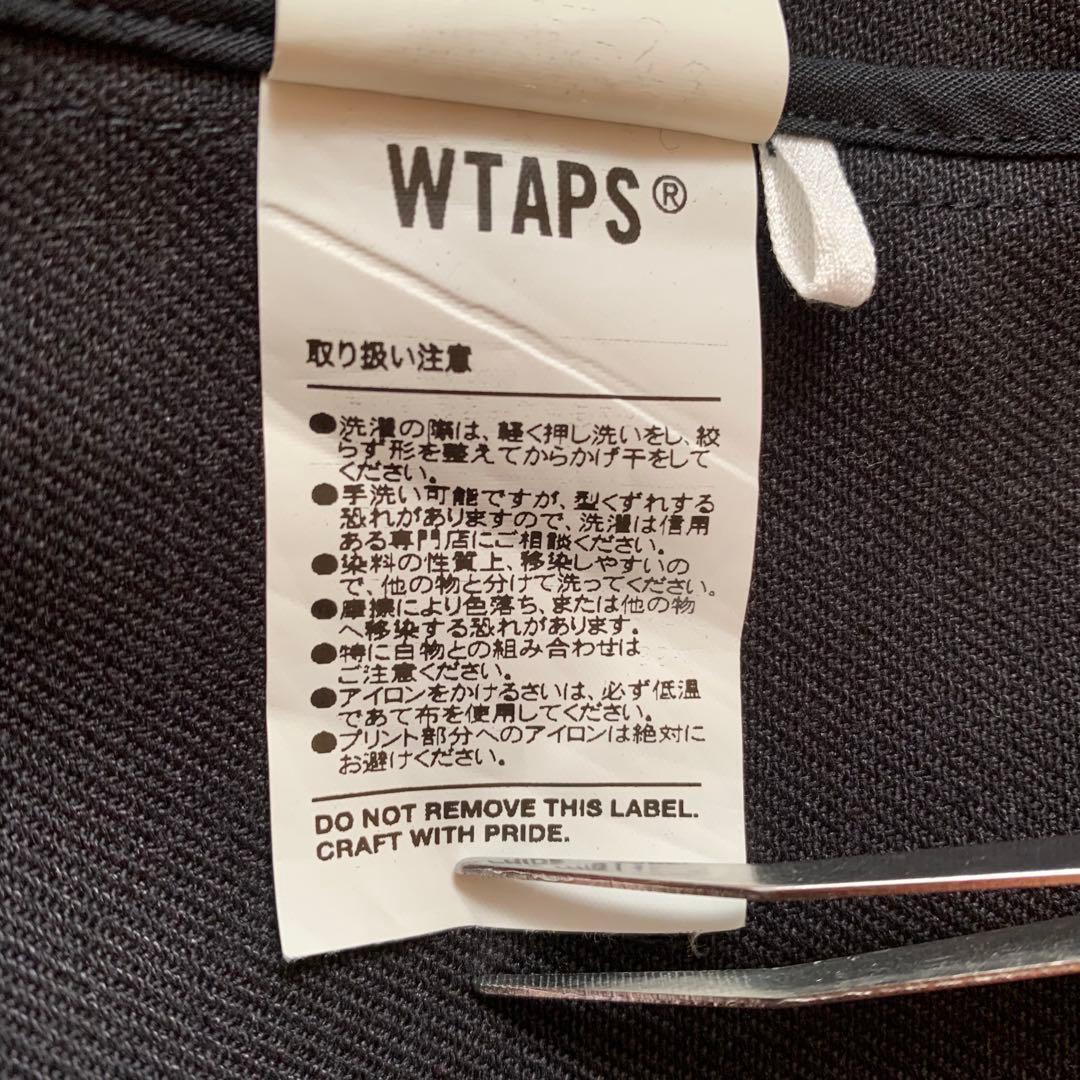 WTAPS®
取り扱い注意
●洗濯の際は、軽く押し洗いをし、絞
らず形を整えてからかげ干をして
ください。
●手洗い可能ですが、型くずれする
恐れがありますので、洗濯は信用
ある専門店にご相談ください。
●染料の性質上、移染しやすいの
で、他の物と分けて洗ってください。
●摩擦により色落ち、または他の物
へ移染する恐れがあります。
●特に白物との組み合わせは
ご注意ください。
●アイロンをかけるさいは、必ず低温
であて布を使用してください。
●プリント部分へのアイロンは絶対に
お避けください。
DO NOT REMOVE THIS LABEL.
CRAFT WITH PRIDE.